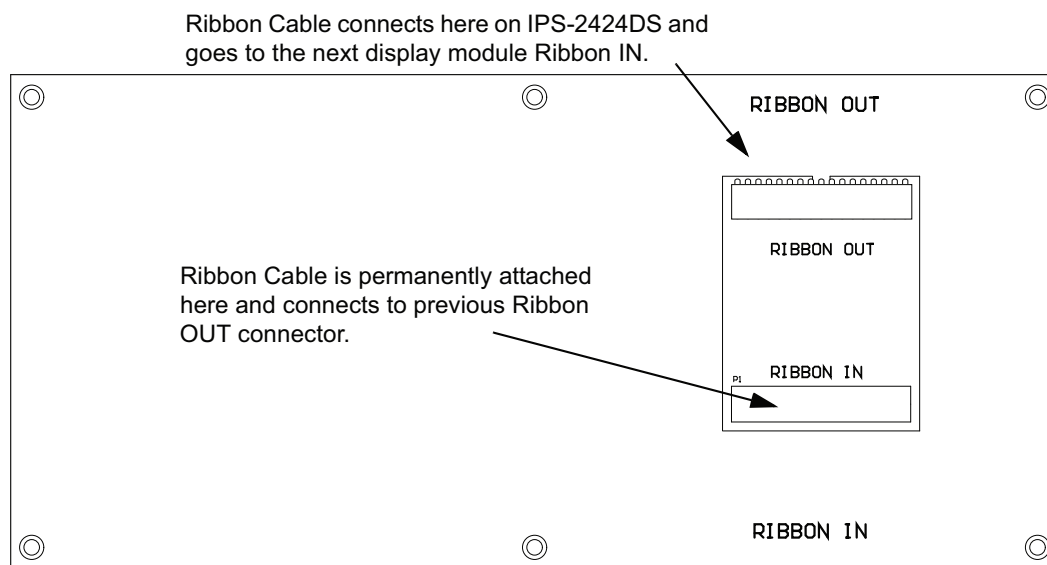 Ribbon Cable connects here on IPS-2424DS and
goes to the next display module Ribbon IN.
RIBBON OUT
RIBBON OUT
Ribbon Cable is permanently attached
here and connects to previous Ribbon
OUT connector.
P1
RIBBON IN
RIBBON IN